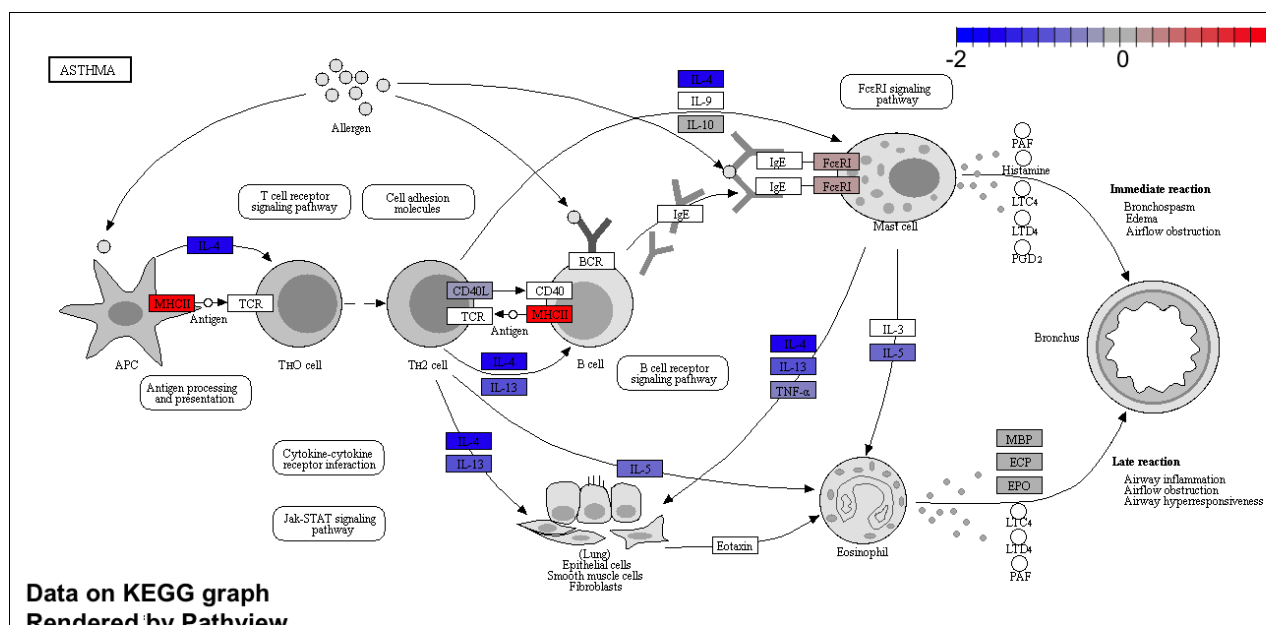 -2
0
ASTHMA
Allergen
IL-4
IL-9
IL-10
FcεRI signaling
pathway
T cell receptor
signaling pathway
Cell adhesion
molecules
IgE
FcεRI
IgE
FcεRI
IgE
Mast cell
PAF
Histamine
LTC4
LTD4
PGD2
Immediate reaction
Bronchospasm
Edema
Airflow obstruction
IL-4
BCR
MHCII
Antigen
TCR
CD40L
CD40
TCR
Antigen
MHCII
APC
TH0 cell
TH2 cell
B cell
IL-4
IL-13
B cell receptor
signaling pathway
Antigen processing
and presentation
IL-4
IL-13
TNF-α
IL-3
IL-5
Bronchus
Cytokine-cytokine
receptor interaction
IL-4
IL-13
IL-5
Jak-STAT signaling
pathway
(Lung)
Epithelial cells
Smooth muscle cells
Fibroblasts
Eotaxin
Eosinophil
MBP
ECP
EPO
LTC4
LTD4
PAF
Late reaction
Airway inflammation
Airflow obstruction
Airway hyperresponsiveness
Data on KEGG graph
Rendered by Pathview